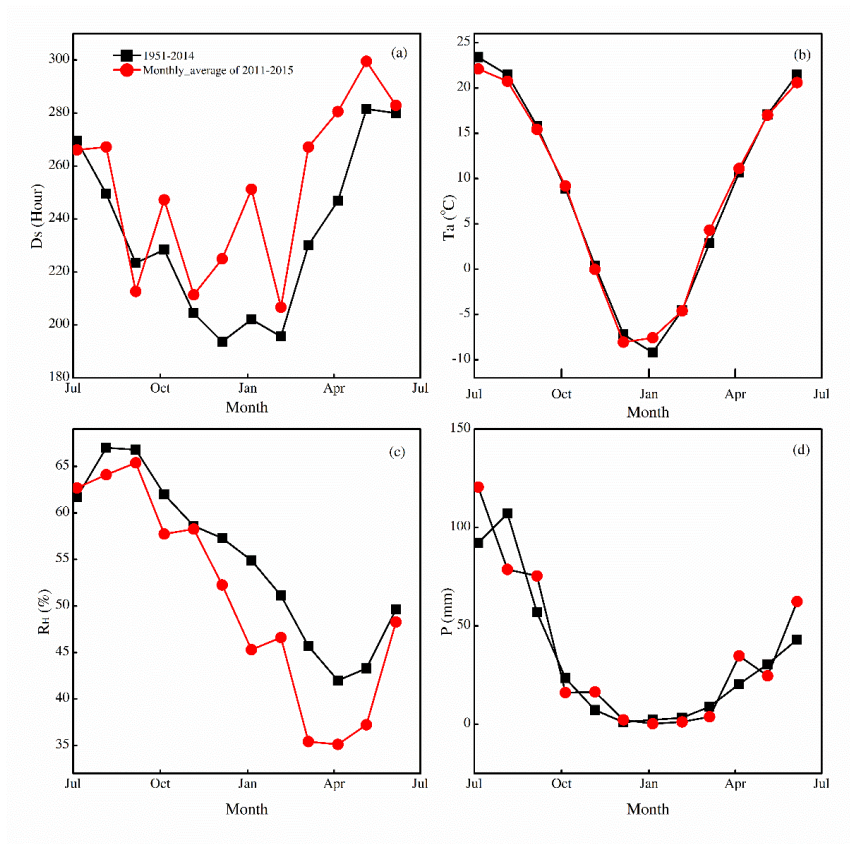 1951-2014
Monthly_average of 2011-2015
(a)
300
280
260
240
220
200
180
Ds (Hour)
Jul Oct Jan Apr Jul
Month
(b)
25
20
15
10
5
0
-5
-10
Ta (°C)
Jul Oct Jan Apr Jul
Month
(c)
65
60
55
50
45
40
35
RH (%)
Jul Oct Jan Apr Jul
Month
(d)
150
100
50
0
P (mm)
Jul Oct Jan Apr Jul
Month